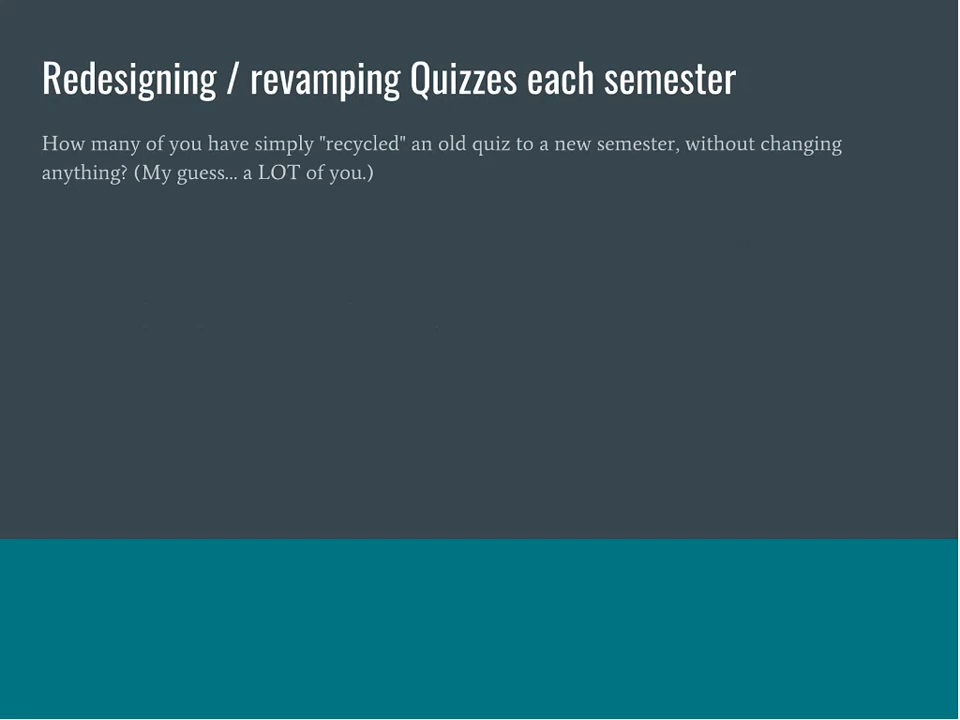 Redesigning / revamping Quizzes each semester
How many of you have simply "recycled" an old quiz to a new semester, without changing
anything? (My guess... a LOT of you.)